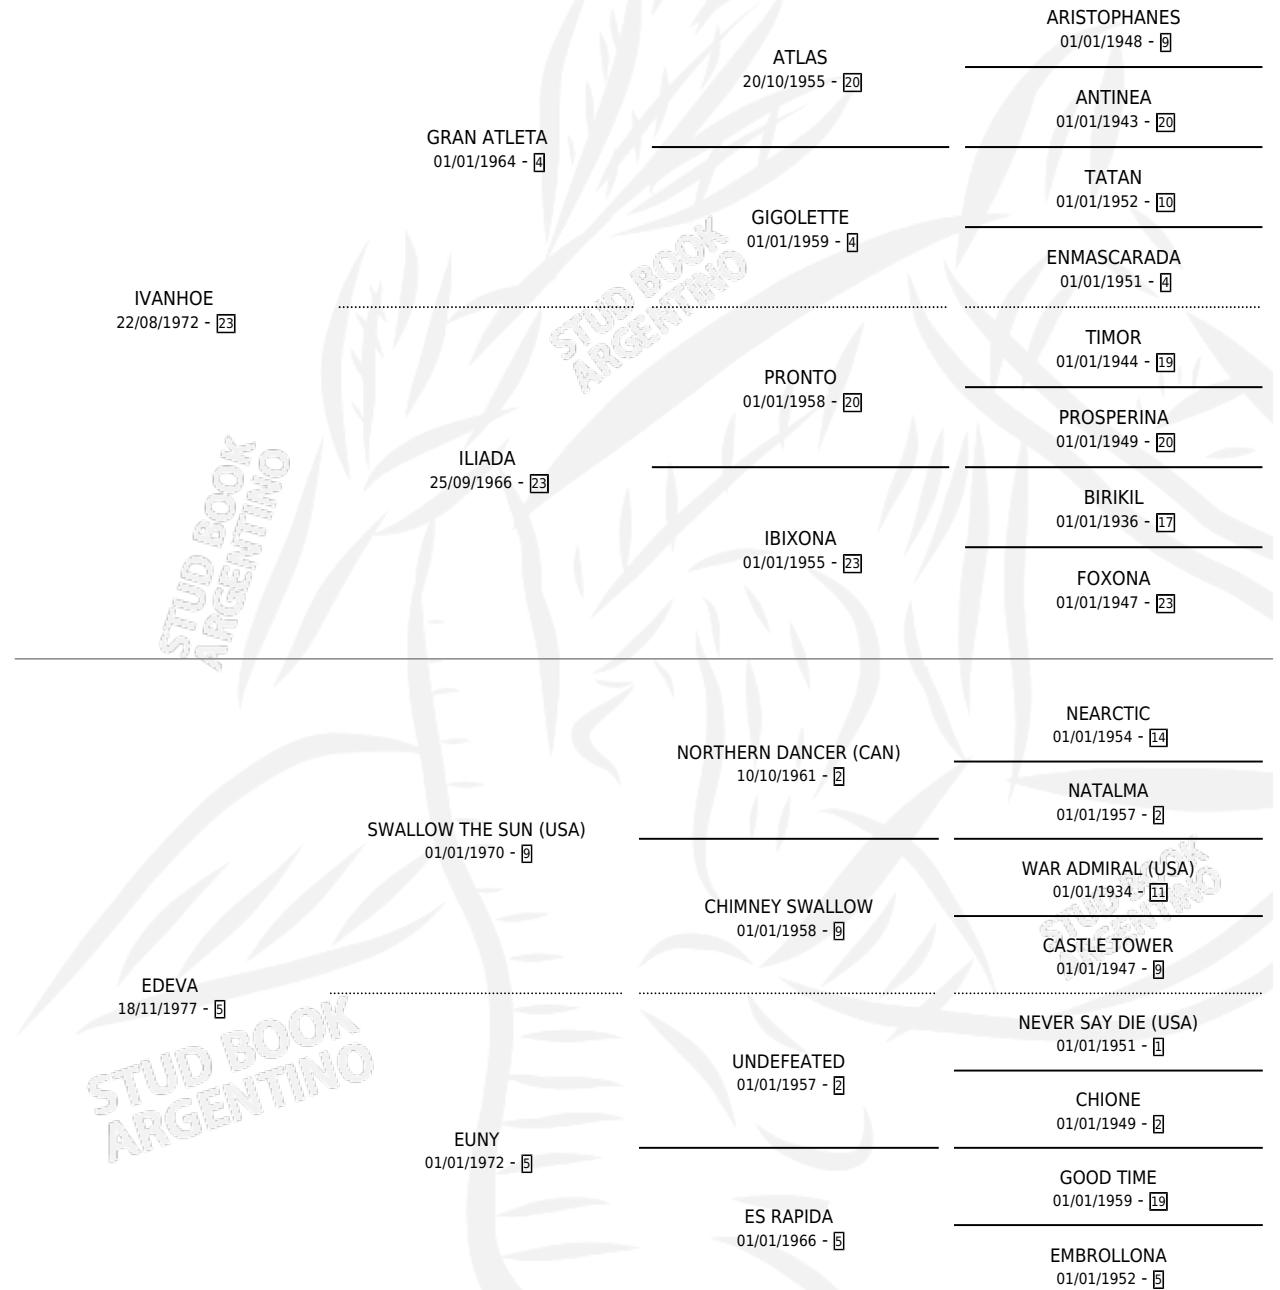 ARISTOPHANES
01/01/1948 - 9
ATLAS
20/10/1955 - 20
ANTINEA
01/01/1943 - 20
GRAN ATLETA
01/01/1964 - 4
TATAN
01/01/1952 - 10
GIGOLETTE
01/01/1959 - 4
ENMASCARADA
01/01/1951 - 4
IVANHOE
22/08/1972 - 23
STUD BOOK
ARGENTINO
TIMOR
01/01/1944 - 19
PRONTO
01/01/1958 - 20
PROSPERINA
01/01/1949 - 20
ILIADA
25/09/1966 - 23
BIRIKIL
01/01/1936 - 17
IBIXONA
01/01/1955 - 23
FOXONA
01/01/1947 - 23
STUD BOOK
ARGENTINO
NEARCTIC
01/01/1954 - 14
NORTHERN DANCER (CAN)
10/10/1961 - 2
NATALMA
01/01/1957 - 2
SWALLOW THE SUN (USA)
01/01/1970 - 9
WAR ADMIRAL (USA)
01/01/1934 - 11
CHIMNEY SWALLOW
01/01/1958 - 9
CASTLE TOWER
01/01/1947 - 9
STUD BOOK
ARGENTINO
EDEVA
18/11/1977 - 5
STUD BOOK
ARGENTINO
NEVER SAY DIE (USA)
01/01/1951 - 1
UNDEFEATED
01/01/1957 - 2
CHIONE
01/01/1949 - 2
EUNY
01/01/1972 - 5
GOOD TIME
01/01/1959 - 19
ES RAPIDA
01/01/1966 - 5
EMBROLLONA
01/01/1952 - 5